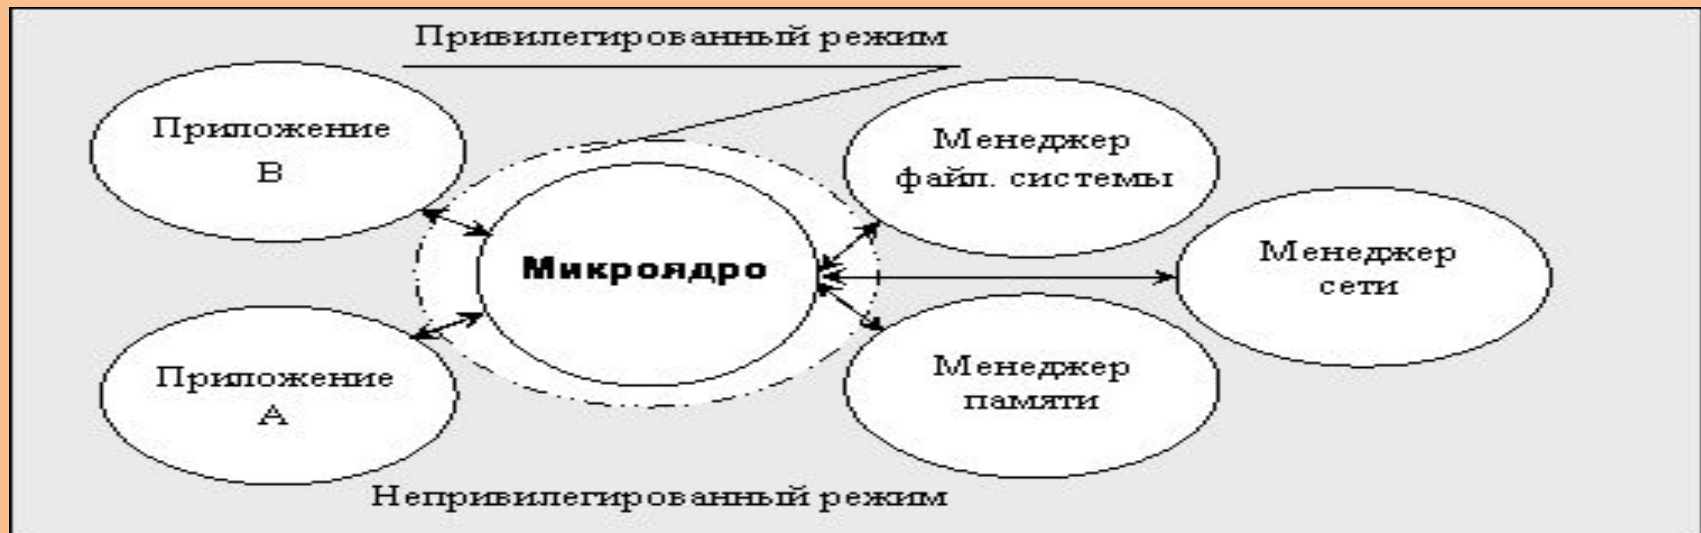 Привилегированный режим
Приложение
В
Менеджер
файл. системы
Микроядро
Менеджер
сети
Приложение
А
Менеджер
памяти
Непривилегированный режим